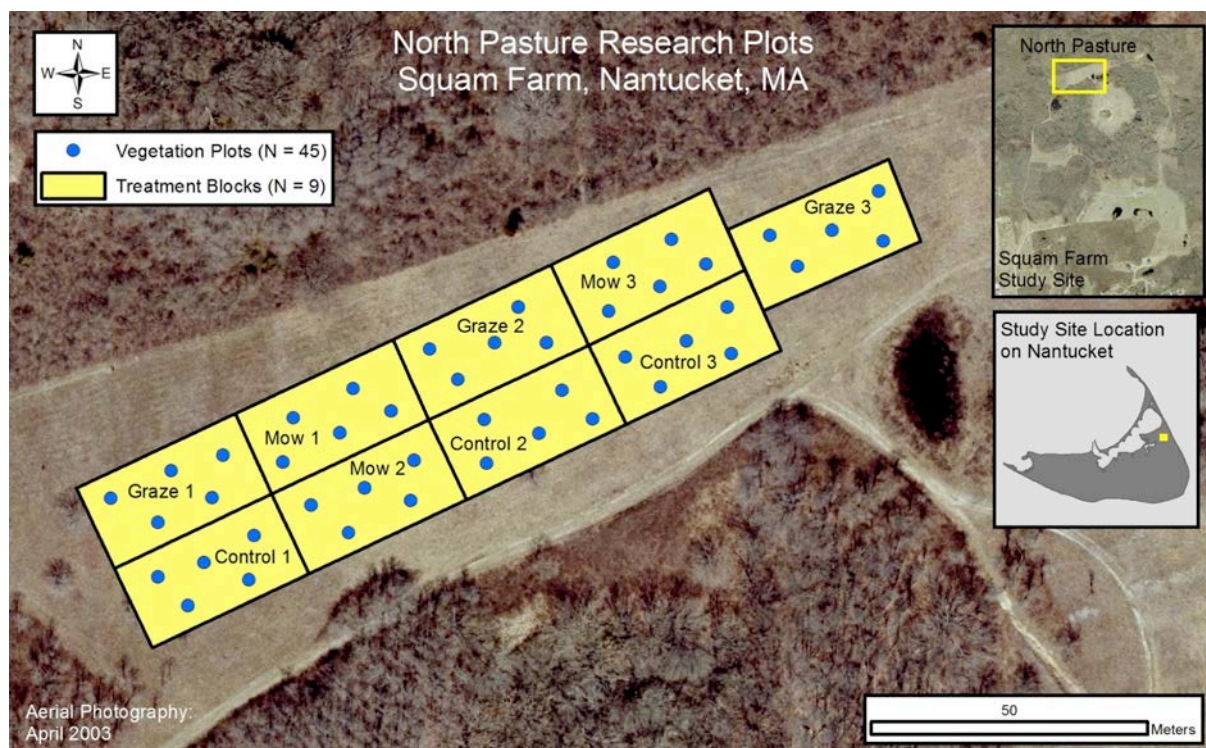 North Pasture Research Plots
Squam Farm, Nantucket, MA
N
W E
S
Vegetation Plots (N = 45)
Treatment Blocks (N = 9)
North Pasture
Squam Farm
Study Site
Study Site Location
on Nantucket
Graze 3
Mow 3
Graze 2
Control 3
Mow 1
Control 2
Mow 2
Graze 1
Control 1
Aerial Photography:
April 2003
50
Meters